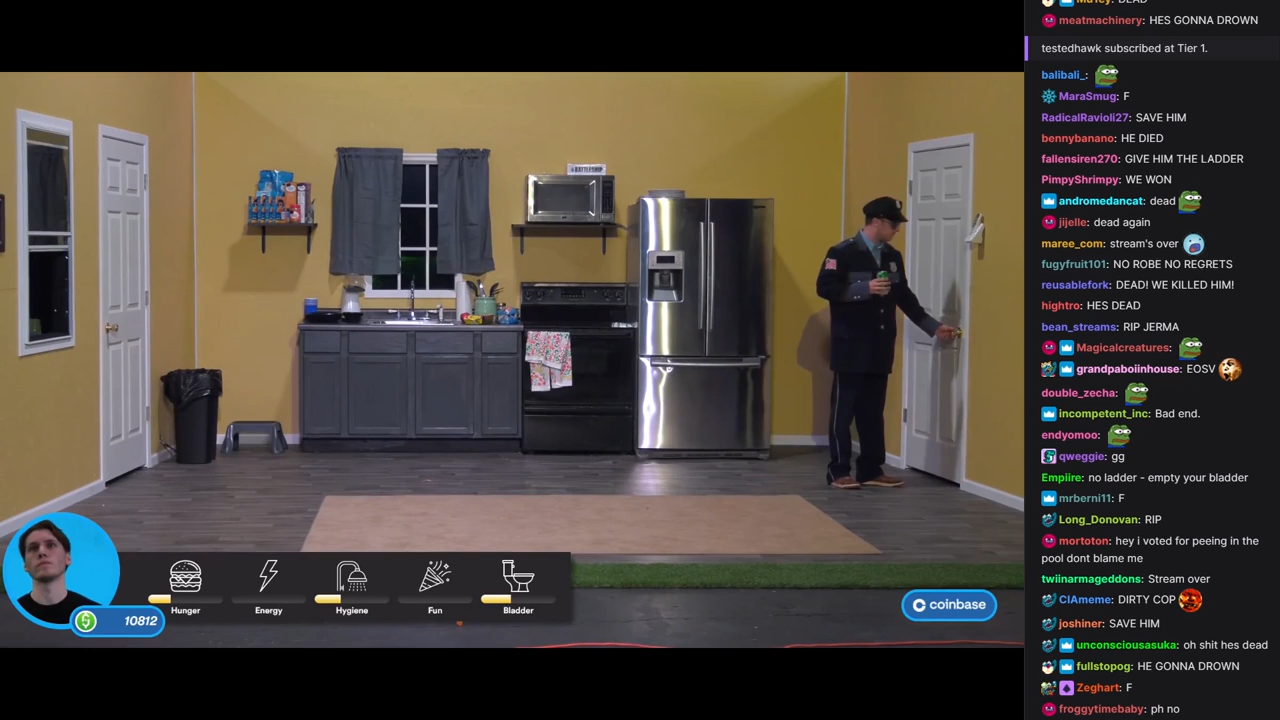 MaTey: DEAD
meatmachinery: HES GONNA DROWN
testedhawk subscribed at Tier 1.
balibali_:
MaraSmug: F
RadicalRavioli27: SAVE HIM
bennybanano: HE DIED
fallensiren270: GIVE HIM THE LADDER
PimpyShrimpy: WE WON
andromedancat: dead
jijelle: dead again
maree_com: stream's over
fugyfruit101: NO ROBE NO REGRETS
reusablefork: DEAD! WE KILLED HIM!
hightro: HES DEAD
bean_streams: RIP JERMA
Magicalcreatures:
grandpaboiinhouse: EOSV
double_zecha:
incompetent_inc: Bad end.
endyomoo:
qweggie: gg
Empiire: no ladder - empty your bladder
mrberni11: F
Long_Donovan: RIP
mortoton: hey i voted for peeing in the
pool dont blame me
twiinarmageddons: Stream over
CIAmeme: DIRTY COP
joshiner: SAVE HIM
unconsciousasuka: oh shit hes dead
fullstopog: HE GONNA DROWN
Zeghart: F
froggytimebaby: ph no
BATTLESHIP
Hunger Energy Hygiene Fun Bladder
10812
coinbase